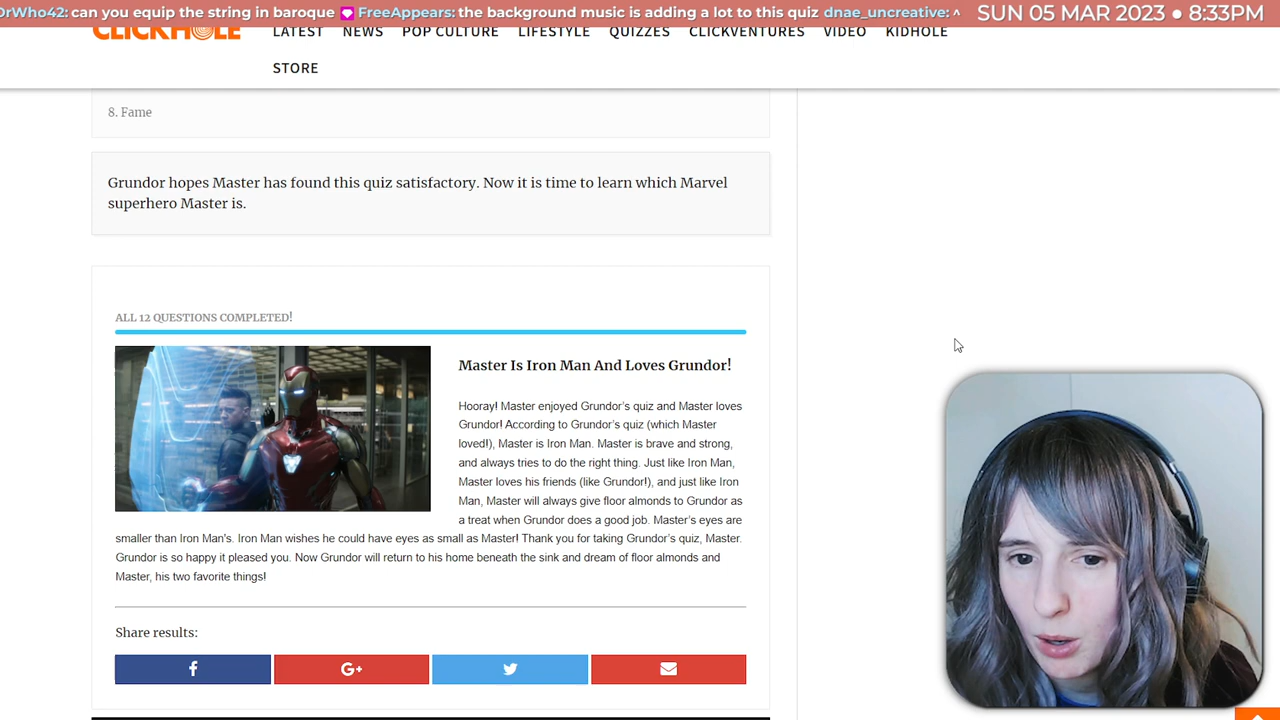 DrWho42: can you equip the string in baroque FreeAppears: the background music is adding a lot to this quiz dnae_uncreative: ^ SUN 05 MAR 2023 ● 8:33PM
CLICKHOLE LATEST NEWS POP CULTURE LIFESTYLE QUIZZES CLICKVENTURES VIDEO KIDHOLE
STORE
8. Fame
Grundor hopes Master has found this quiz satisfactory. Now it is time to learn which Marvel
superhero Master is.
ALL 12 QUESTIONS COMPLETED!
Master Is Iron Man And Loves Grundor!
Hooray! Master enjoyed Grundor's quiz and Master loves
Grundor! According to Grundor's quiz (which Master
loved!), Master is Iron Man. Master is brave and strong,
and always tries to do the right thing. Just like Iron Man,
Master loves his friends (like Grundor!), and just like Iron
Man, Master will always give floor almonds to Grundor as
a treat when Grundor does a good job. Master's eyes are
smaller than Iron Man's. Iron Man wishes he could have eyes as small as Master! Thank you for taking Grundor's quiz, Master.
Grundor is so happy it pleased you. Now Grundor will return to his home beneath the sink and dream of floor almonds and
Master, his two favorite things!
Share results:
f G+